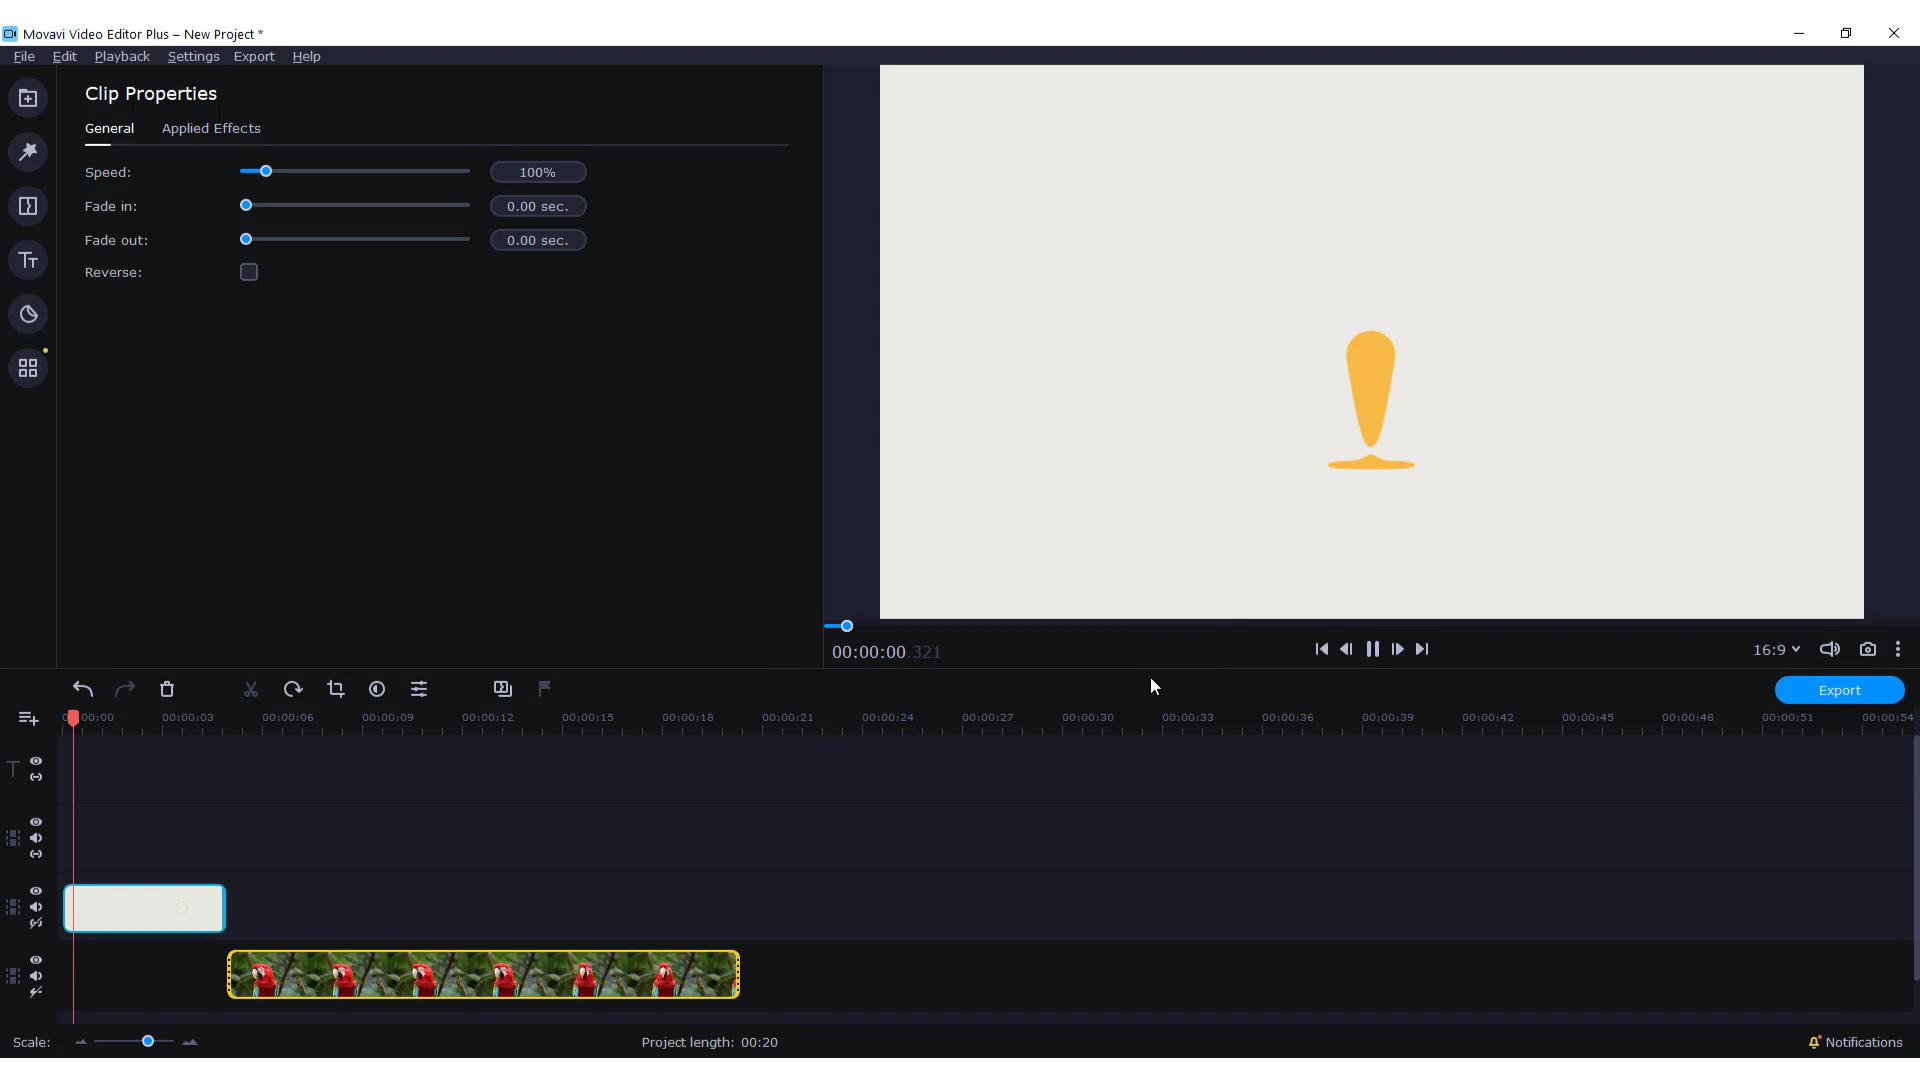 Movavi Video Editor Plus – New Project *
File Edit Playback Settings Export Help
Clip Properties
General Applied Effects
Speed: 100%
Fade in: 0.00 sec.
Fade out: 0.00 sec.
Reverse:
00:00:00.321
16:9
Export
00:00:03 00:00:06 00:00:09 00:00:12 00:00:15 00:00:18 00:00:21 00:00:24 00:00:27 00:00:30 00:00:33 00:00:36 00:00:39 00:00:42 00:00:45 00:00:48 00:00:51 00:00:54
Scale: Project length: 00:20 Notifications